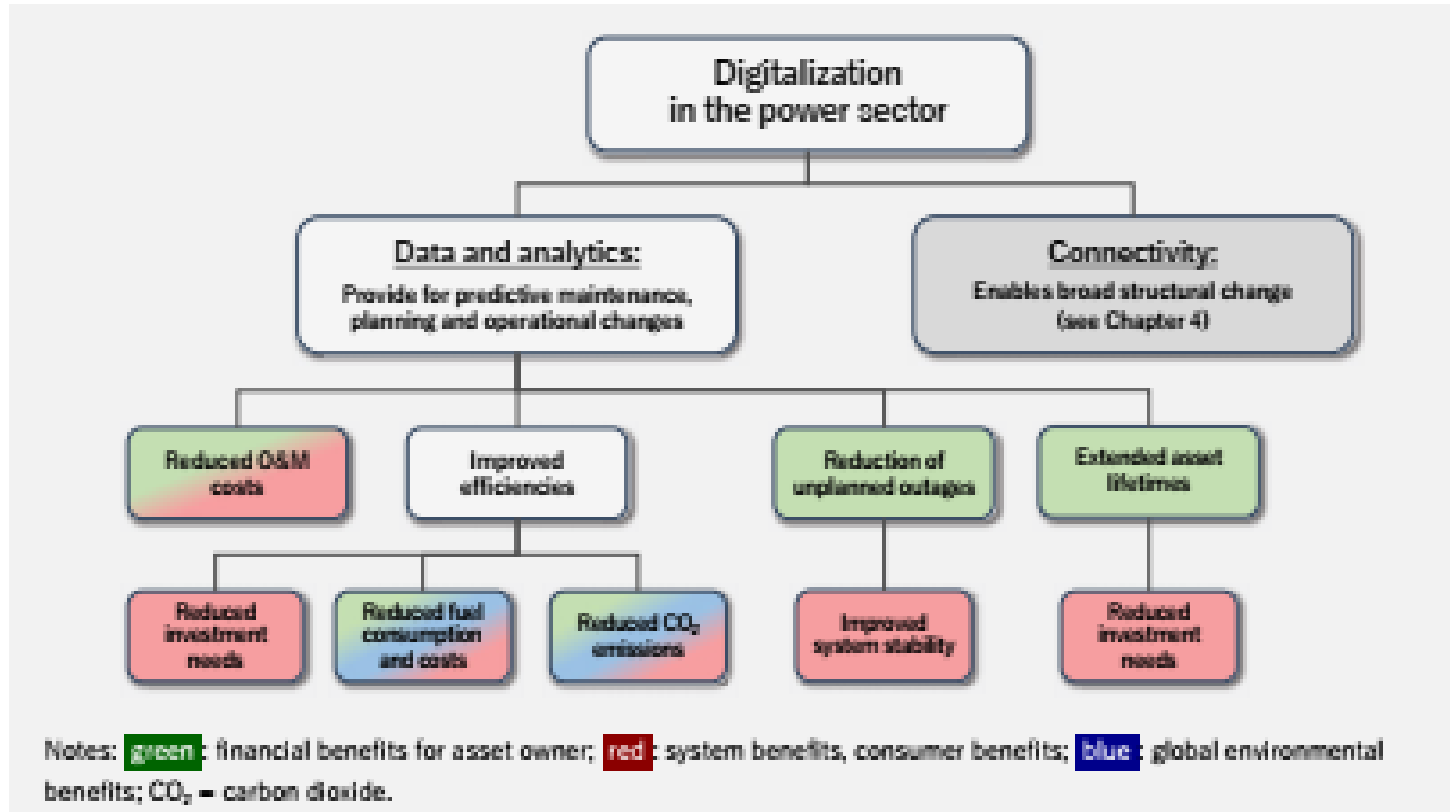 Digitalization
in the power sector
Data and analytics:
Provide for predictive maintenance,
planning and operational changes
Connectivity:
Enables broad structural change
(see Chapter 4)
Reduced O&M
costs
Improved
efficiencies
Reduction of
unplanned outages
Extended asset
lifetimes
Reduced
investment
needs
Reduced fuel
consumption
and costs
Reduced CO₂
emissions
Improved
system stability
Reduced
investment
needs
Notes: green: financial benefits for asset owner; red: system benefits, consumer benefits; blue: global environmental
benefits; CO₂ = carbon dioxide.